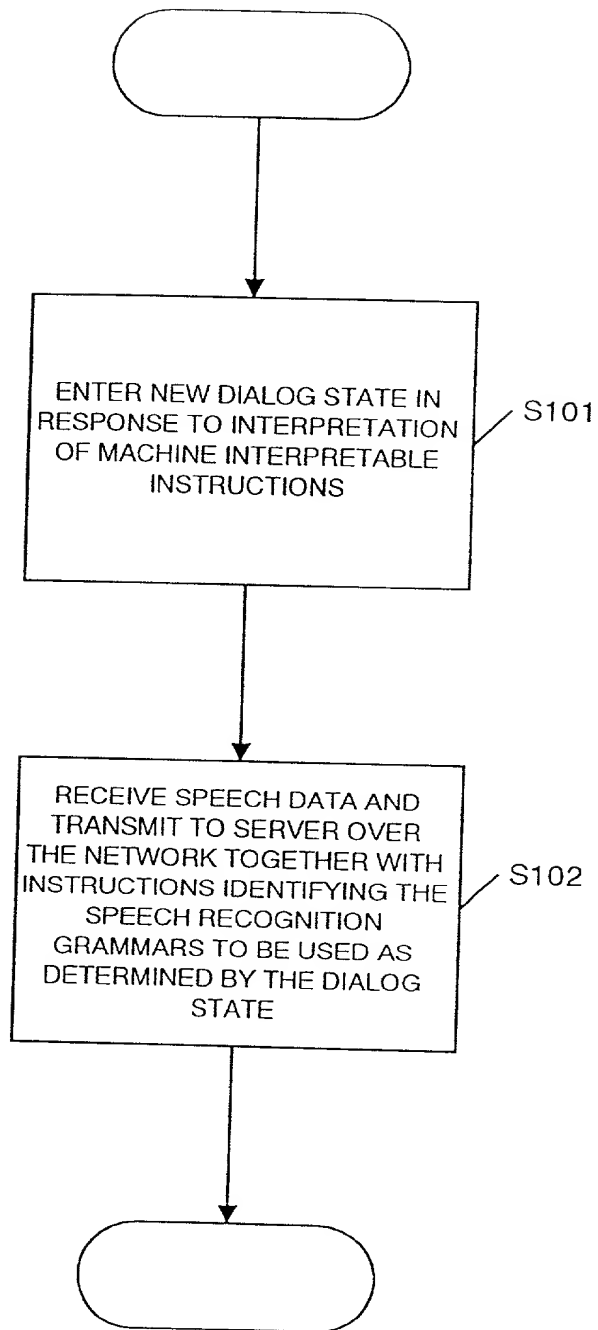 ENTER NEW DIALOG STATE IN
RESPONSE TO INTERPRETATION
OF MACHINE INTERPRETABLE
INSTRUCTIONS
S101
RECEIVE SPEECH DATA AND
TRANSMIT TO SERVER OVER
THE NETWORK TOGETHER WITH
INSTRUCTIONS IDENTIFYING THE
SPEECH RECOGNITION
GRAMMARS TO BE USED AS
DETERMINED BY THE DIALOG
STATE
S102